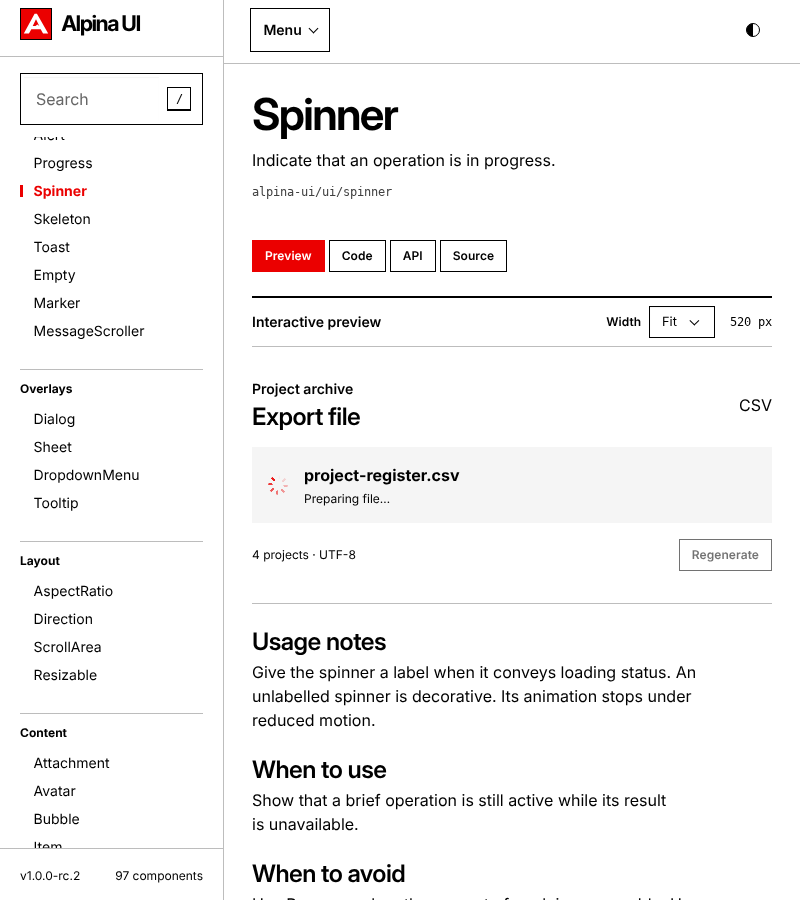 Alpina UI
Search
/
Alert
Progress
Spinner
Skeleton
Toast
Empty
Marker
MessageScroller
Overlays
Dialog
Sheet
DropdownMenu
Tooltip
Layout
AspectRatio
Direction
ScrollArea
Resizable
Content
Attachment
Avatar
Bubble
Item
v1.0.0-rc.2
97 components
Menu
Spinner
Indicate that an operation is in progress.
alpina-ui/ui/spinner
Preview
Code
API
Source
Interactive preview
Width
Fit
520 px
Project archive
Export file
CSV
project-register.csv
Preparing file…
4 projects · UTF-8
Regenerate
Usage notes
Give the spinner a label when it conveys loading status. An
unlabelled spinner is decorative. Its animation stops under
reduced motion.
When to use
Show that a brief operation is still active while its result
is unavailable.
When to avoid